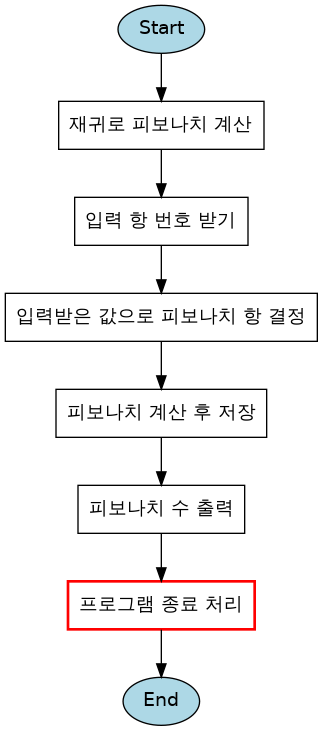 Start
재귀로 피보나치 계산
입력 항 번호 받기
입력받은 값으로 피보나치 항 결정
피보나치 계산 후 저장
피보나치 수 출력
프로그램 종료 처리
End